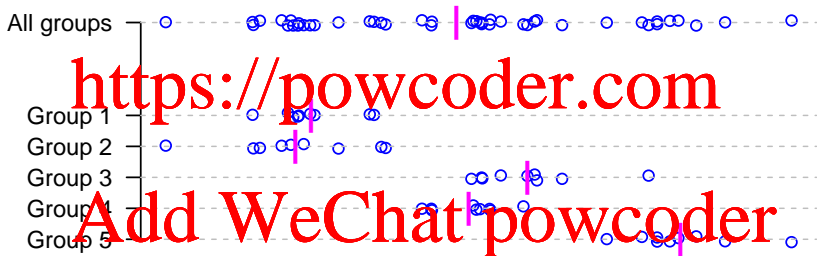 All groups
https://powcoder.com
Group 1
Group 2
Group 3
Group 4
Add WeChat powcoder
Group 5